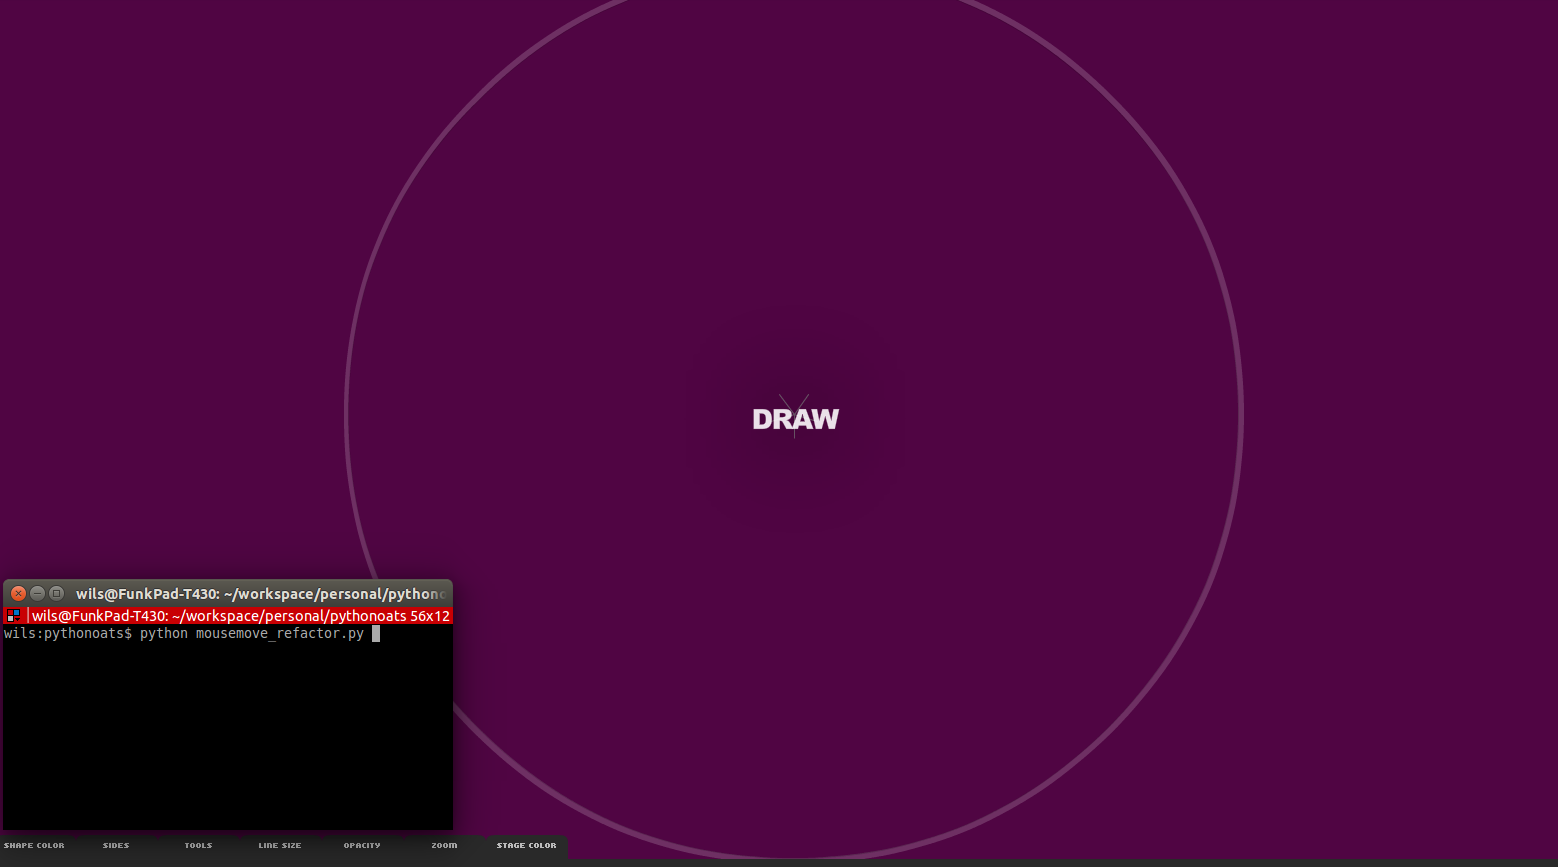 DRAW
wils@FunkPad-T430: ~/workspace/personal/pythono
wils@FunkPad-T430: ~/workspace/personal/pythonoats 56x12
wils:pythonoats$ python mousemove_refactor.py
SHAPE COLOR SIDES TOOLS LINE SIZE OPACITY ZOOM STAGE COLOR